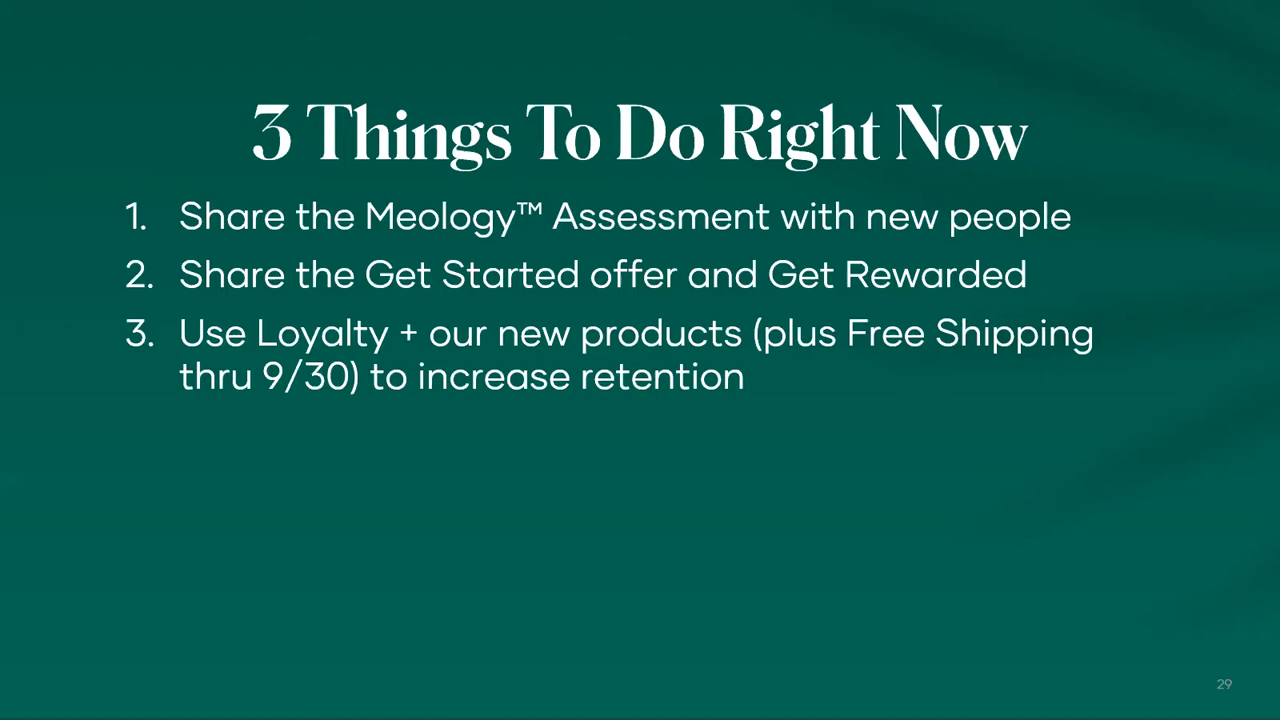 3 Things To Do Right Now
1. Share the Meology™ Assessment with new people
2. Share the Get Started offer and Get Rewarded
3. Use Loyalty + our new products (plus Free Shipping
thru 9/30) to increase retention
29